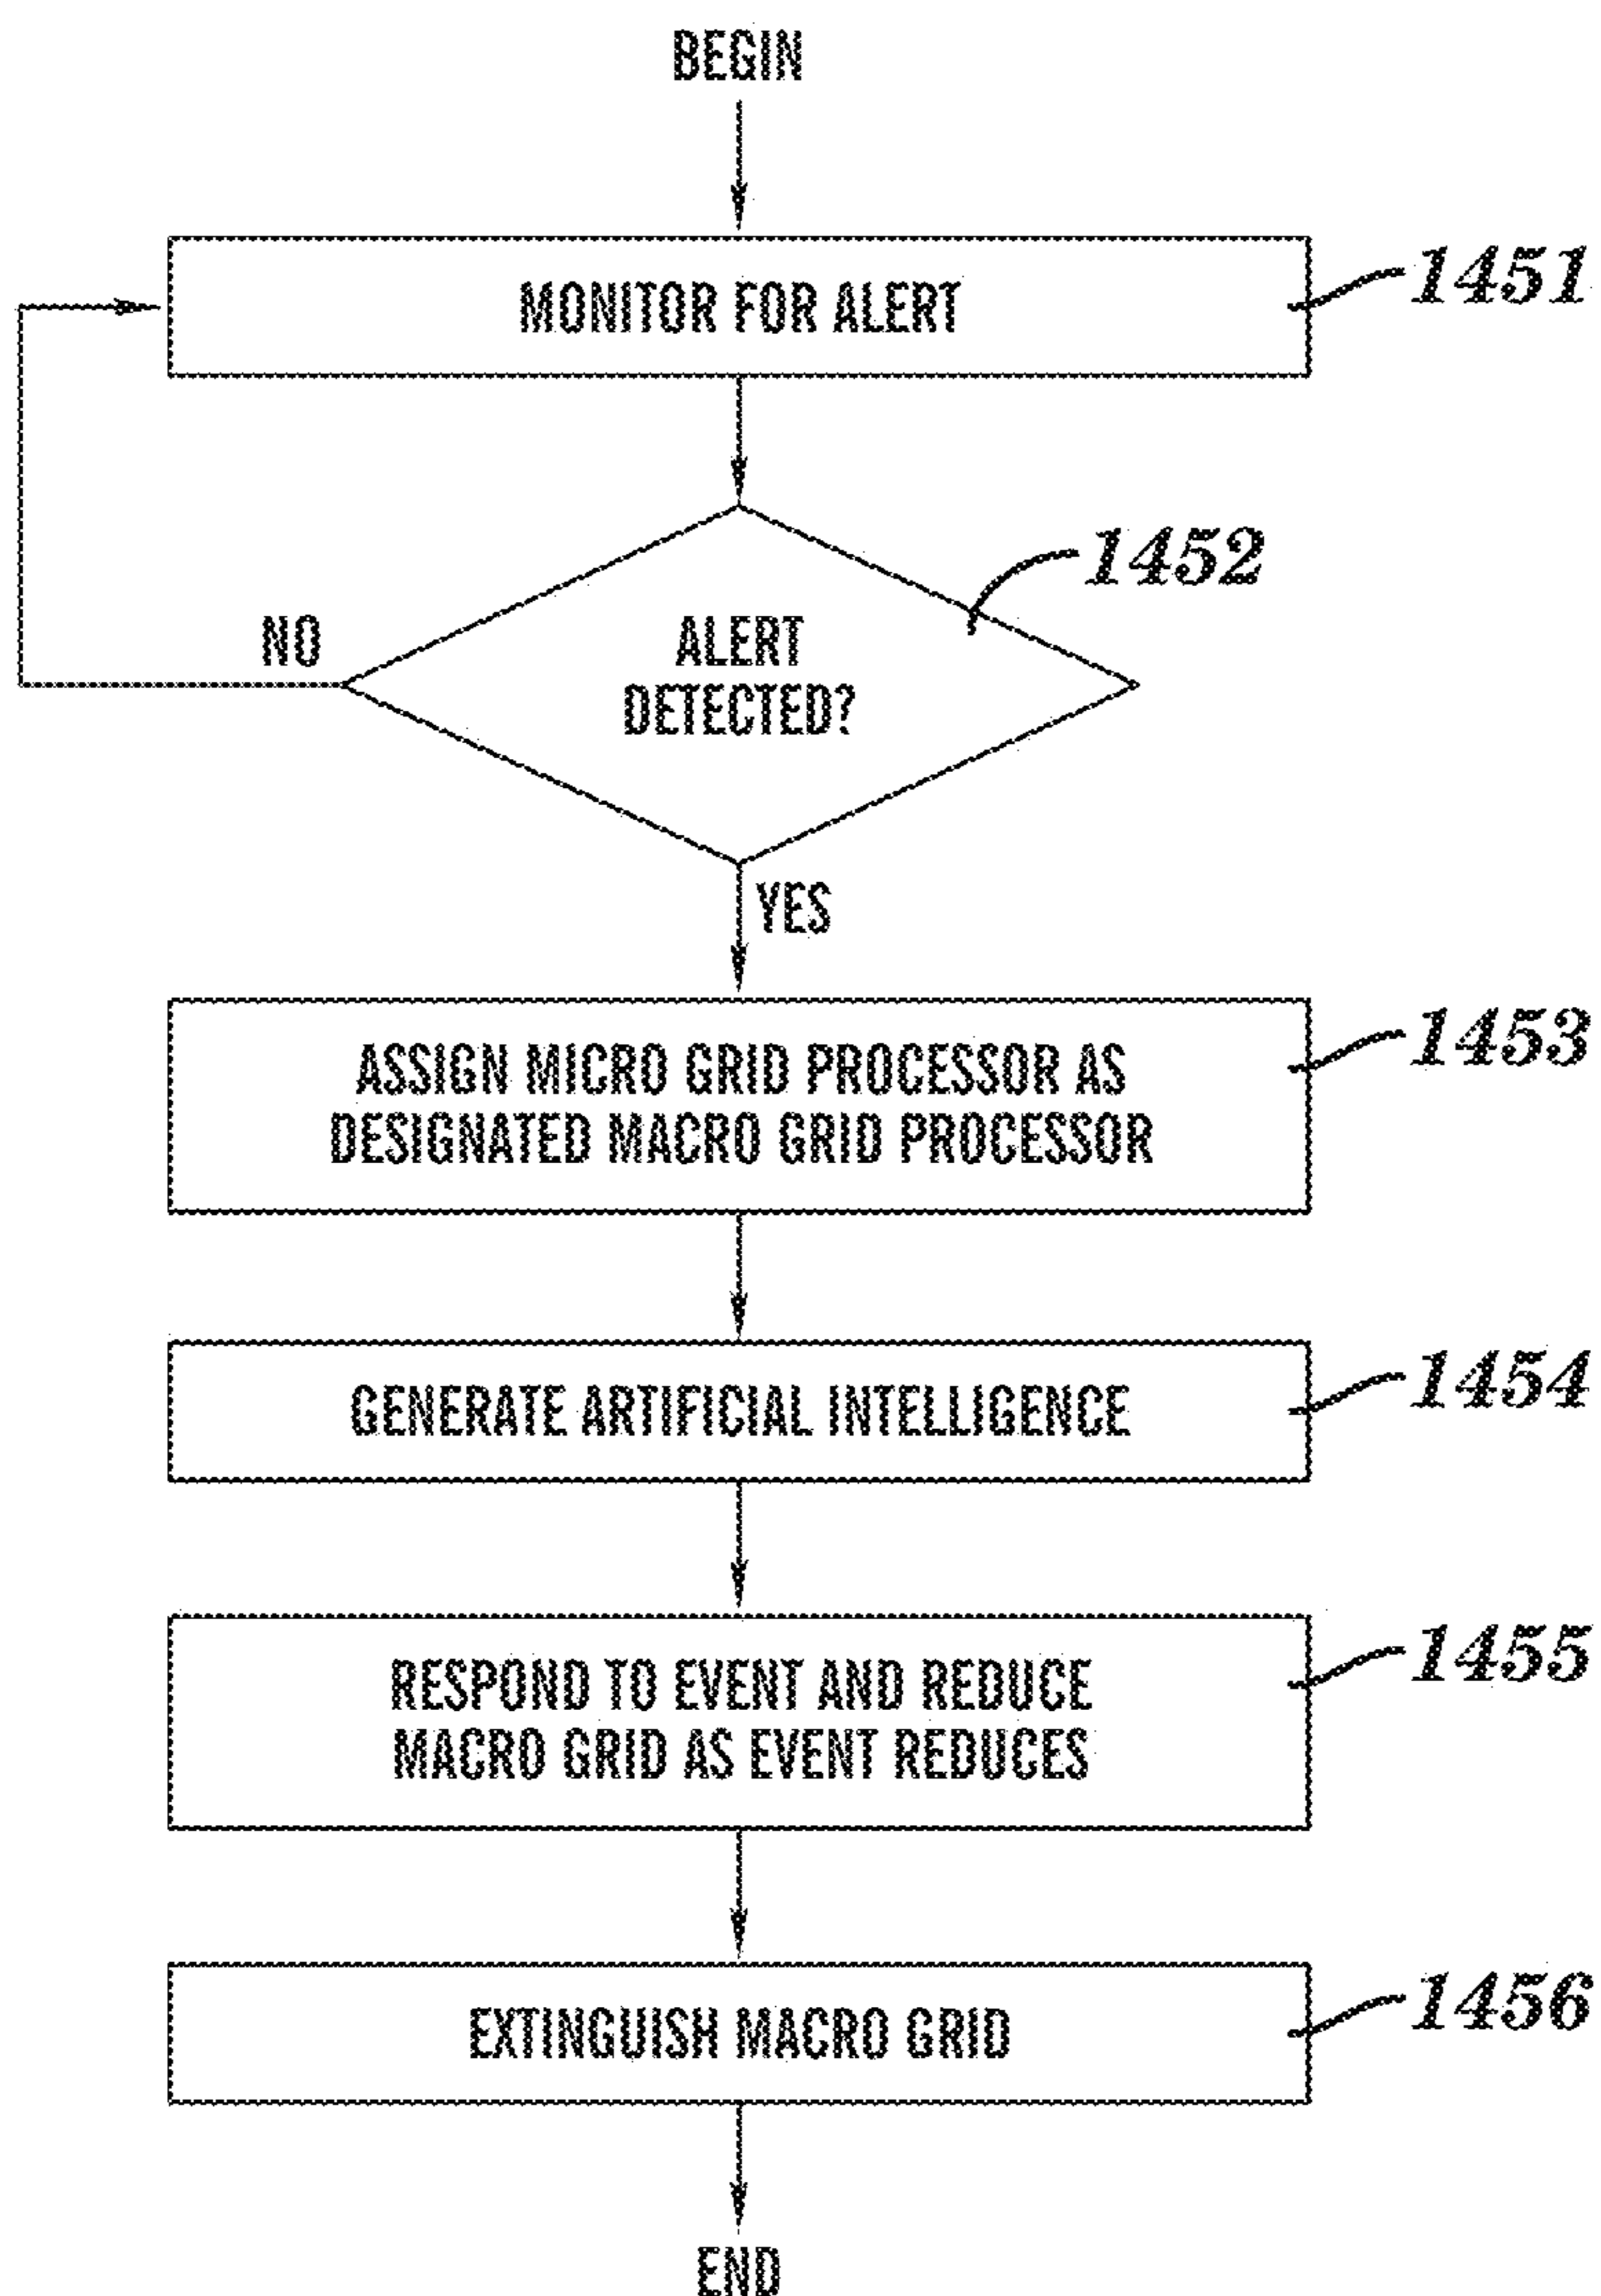 BEGIN
MONITOR FOR ALERT
1451
1452
ALERT
DETECTED?
NO
YES
ASSIGN MICRO GRID PROCESSOR AS
DESIGNATED MACRO GRID PROCESSOR
1453
GENERATE ARTIFICIAL INTELLIGENCE
1454
RESPOND TO EVENT AND REDUCE
MACRO GRID AS EVENT REDUCES
1455
EXTINGUISH MACRO GRID
1456
END